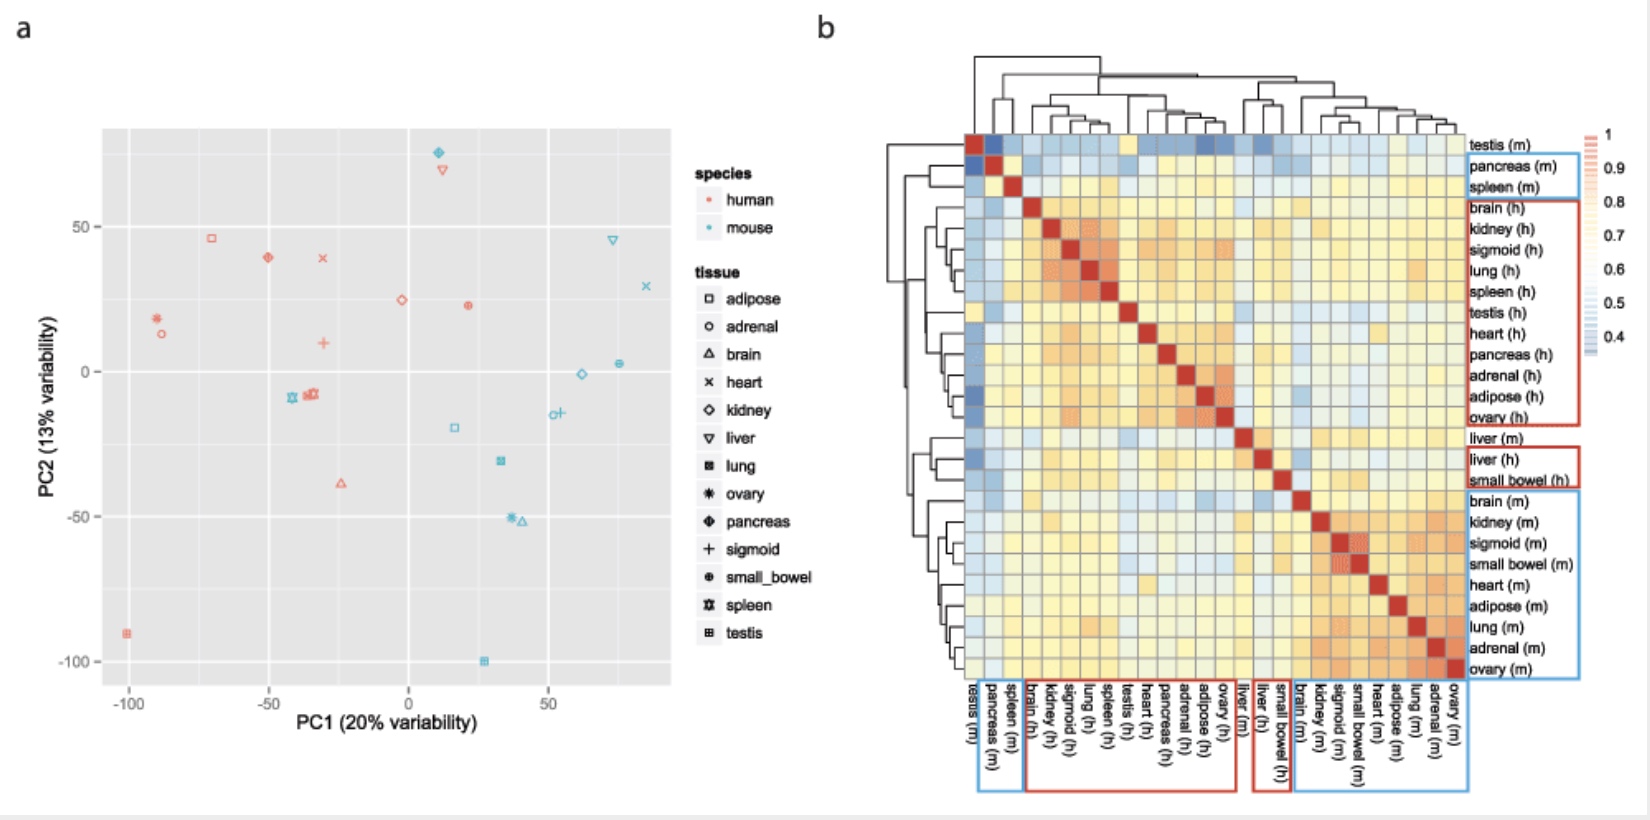 a
50
0
-50
-100
-100
-50
0
50
PC2 (13% variability)
PC1 (20% variability)
species
human
mouse
tissue
adipose
adrenal
brain
heart
kidney
liver
lung
ovary
pancreas
sigmoid
small_bowel
spleen
testis
b
testis (m)
pancreas (m)
spleen (m)
brain (h)
kidney (h)
sigmoid (h)
lung (h)
spleen (h)
testis (h)
heart (h)
pancreas (h)
adrenal (h)
adipose (h)
ovary (h)
liver (m)
liver (h)
small bowel (h)
brain (m)
kidney (m)
sigmoid (m)
small bowel (m)
heart (m)
adipose (m)
lung (m)
adrenal (m)
ovary (m)
1
0.9
0.8
0.7
0.6
0.5
0.4
testis (m)
pancreas (m)
spleen (m)
brain (h)
kidney (h)
sigmoid (h)
lung (h)
spleen (h)
testis (h)
heart (h)
pancreas (h)
adrenal (h)
adipose (h)
ovary (h)
liver (m)
liver (h)
small bowel (h)
brain (m)
kidney (m)
sigmoid (m)
small bowel (m)
heart (m)
adipose (m)
lung (m)
adrenal (m)
ovary (m)